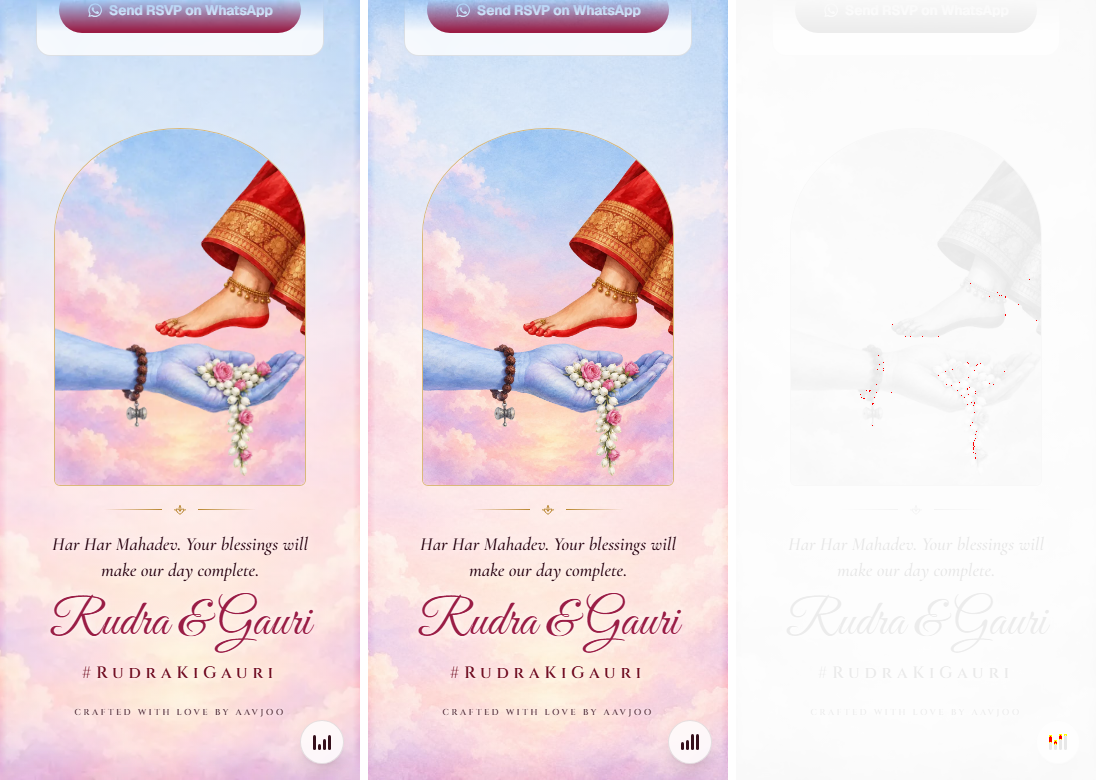 Send RSVP on WhatsApp
Har Har Mahadev. Your blessings will
make our day complete.
Rudra & Gauri
#RUDRAKIGAURI
CRAFTED WITH LOVE BY AAVJOO
Send RSVP on WhatsApp
Har Har Mahadev. Your blessings will
make our day complete.
Rudra & Gauri
#RUDRAKIGAURI
CRAFTED WITH LOVE BY AAVJOO
Send RSVP on WhatsApp
Har Har Mahadev. Your blessings will
make our day complete.
Rudra & Gauri
#RUDRAKIGAURI
CRAFTED WITH LOVE BY AAVJOO